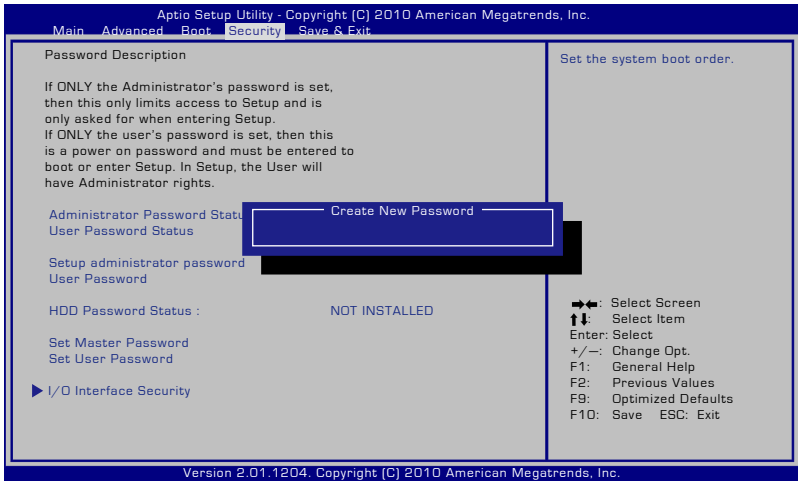 Aptio Setup Utility - Copyright (C) 2010 American Megatrends, Inc.
Main Advanced Boot Security Save & Exit
Password Description
If ONLY the Administrator's password is set,
then this only limits access to Setup and is
only asked for when entering Setup.
If ONLY the user's password is set, then this
is a power on password and must be entered to
boot or enter Setup. In Setup, the User will
have Administrator rights.
Administrator Password Statu
User Password Status
Create New Password
Setup administrator password
User Password
HDD Password Status : NOT INSTALLED
Set Master Password
Set User Password
I/O Interface Security
Set the system boot order.
: Select Screen
: Select Item
Enter: Select
+/—: Change Opt.
F1: General Help
F2: Previous Values
F9: Optimized Defaults
F10: Save ESC: Exit
Version 2.01.1204. Copyright (C) 2010 American Megatrends, Inc.